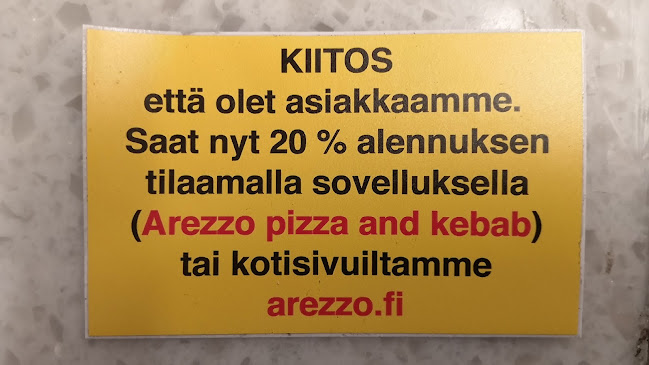 KIITOS
että olet asiakkaamme.
Saat nyt 20 % alennuksen
tilaamalla sovelluksella
(Arezzo pizza and kebab)
tai kotisivuiltamme
arezzo.fi